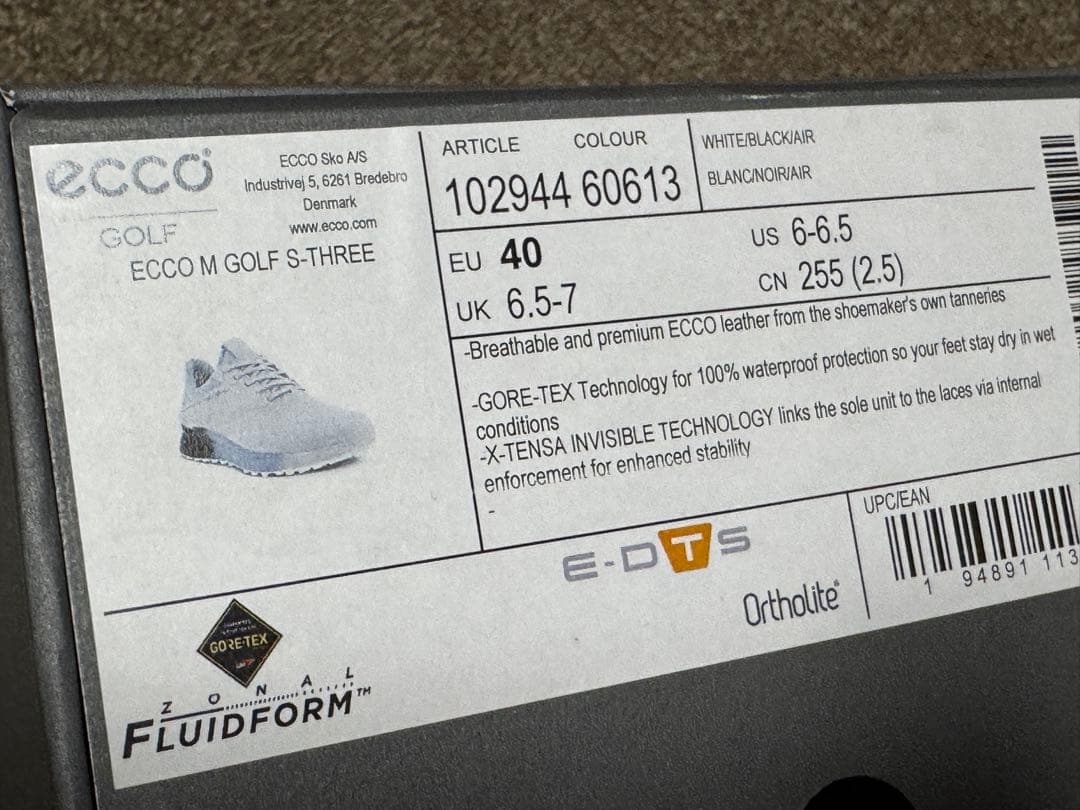 ecco
GOLF
ECCO Sko A/S
Industrivej 5, 6261 Bredebro
Denmark
www.ecco.com
ECCO M GOLF S-THREE
ARTICLE COLOUR
102944 60613
WHITE/BLACK/AIR
BLANC/NOIR/AIR
EU 40
US 6-6.5
UK 6.5-7
CN 255 (2.5)
-Breathable and premium ECCO leather from the shoemaker's own tanneries
-GORE-TEX Technology for 100% waterproof protection so your feet stay dry in wet
conditions
-X-TENSA INVISIBLE TECHNOLOGY links the sole unit to the laces via internal
enforcement for enhanced stability
-
E-DTS
Ortholite®
UPC/EAN
1 94891 113
GORE-TEX
ZONAL
FLUIDFORM™